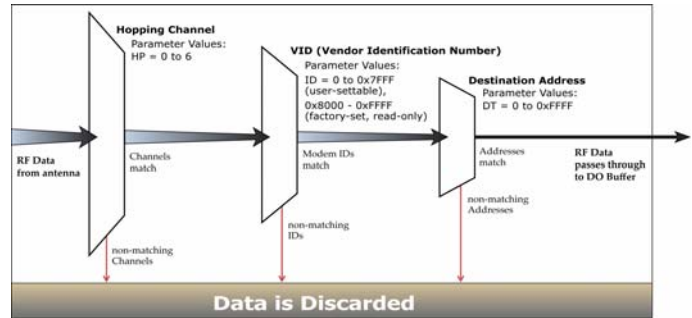 Hopping Channel
Parameter Values:
HP = 0 to 6
VID (Vendor Identification Number)
Parameter Values:
ID = 0 to 0x7FFF
(user-settable),
0x8000 - 0xFFFF
(factory-set, read-only)
Destination Address
Parameter Values:
DT = 0 to 0xFFFF
RF Data
from antenna
Channels
match
Modem IDs
match
Addresses
match
RF Data
passes through
to DO Buffer
non-matching
Channels
non-matching
IDs
non-matching
Addresses
Data is Discarded